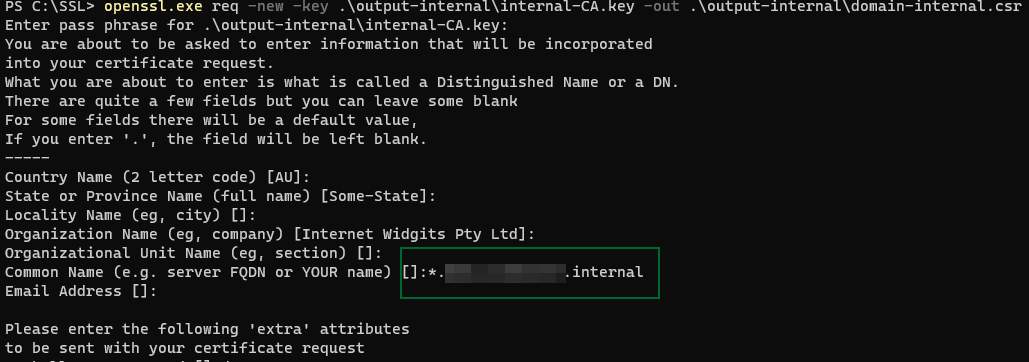 PS C:\SSL> openssl.exe req -new -key .\output-internal\internal-CA.key -out .\output-internal\domain-internal.csr
Enter pass phrase for .\output-internal\internal-CA.key:
You are about to be asked to enter information that will be incorporated
into your certificate request.
What you are about to enter is what is called a Distinguished Name or a DN.
There are quite a few fields but you can leave some blank
For some fields there will be a default value,
If you enter '.', the field will be left blank.
-----
Country Name (2 letter code) [AU]:
State or Province Name (full name) [Some-State]:
Locality Name (eg, city) []:
Organization Name (eg, company) [Internet Widgits Pty Ltd]:
Organizational Unit Name (eg, section) []:
Common Name (e.g. server FQDN or YOUR name) []:*. .internal
Email Address []:
Please enter the following 'extra' attributes
to be sent with your certificate request